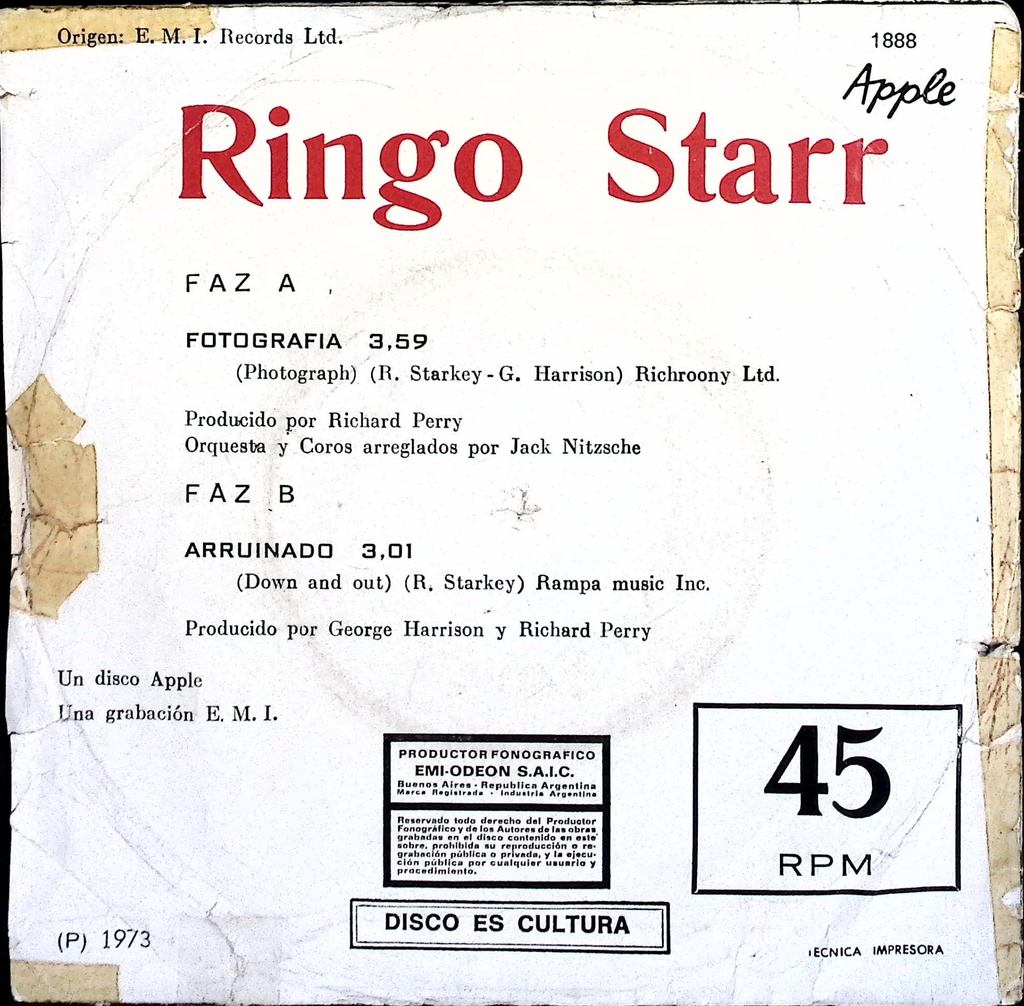 Origen: E. M. I. Records Ltd.
1888
Apple
Ringo Starr
FAZ A
FOTOGRAFIA 3,59
(Photograph) (R. Starkey - G. Harrison) Richroony Ltd.
Producido por Richard Perry
Orquesta y Coros arreglados por Jack Nitzsche
FAZ B
ARRUINADO 3,01
(Down and out) (R. Starkey) Rampa music Inc.
Producido por George Harrison y Richard Perry
Un disco Apple
Una grabación E. M. I.
PRODUCTOR FONOGRAFICO
EMI-ODEON S.A.I.C.
Buenos Aires - Republica Argentina
Marca Registrada - Industria Argentina
Reservado todo derecho del Productor
Fonográfico y de los Autores de las obras
grabadas en el disco contenido en este
sobre, prohibida su reproducción o re-
grabación pública o privada, y la ejecu-
ción pública por cualquier usuario y
procedimiento.
45
RPM
DISCO ES CULTURA
(P) 1973
TECNICA IMPRESORA